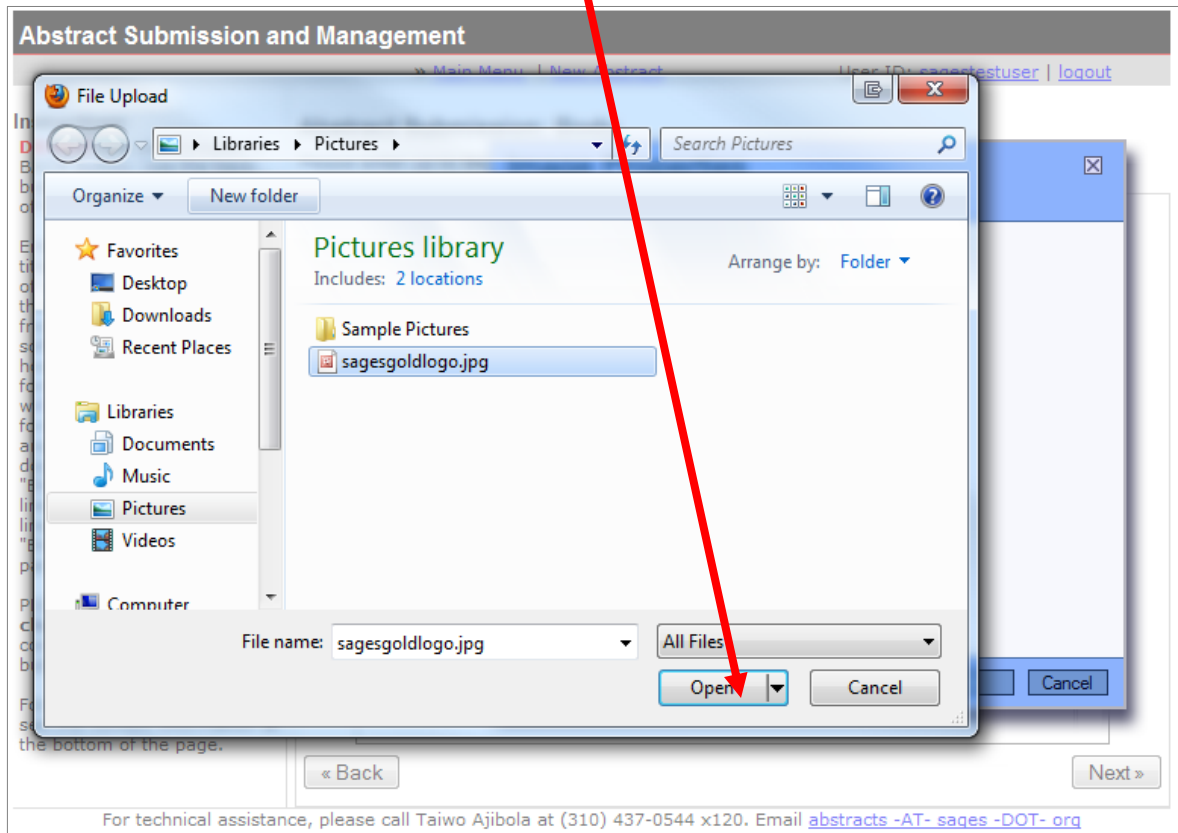 Abstract Submission and Management
» Main Menu | New Abstract User ID: sagestestuser | logout
File Upload
Libraries Pictures
Search Pictures
Organize New folder
Favorites
Desktop
Downloads
Recent Places
Libraries
Documents
Music
Pictures
Videos
Computer
Pictures library
Includes: 2 locations
Arrange by: Folder
Sample Pictures
sagesgoldlogo.jpg
File name: sagesgoldlogo.jpg
All Files
Open Cancel
Cancel
the bottom of the page.
« Back Next »
For technical assistance, please call Taiwo Ajibola at (310) 437-0544 x120. Email abstracts -AT- sages -DOT- org